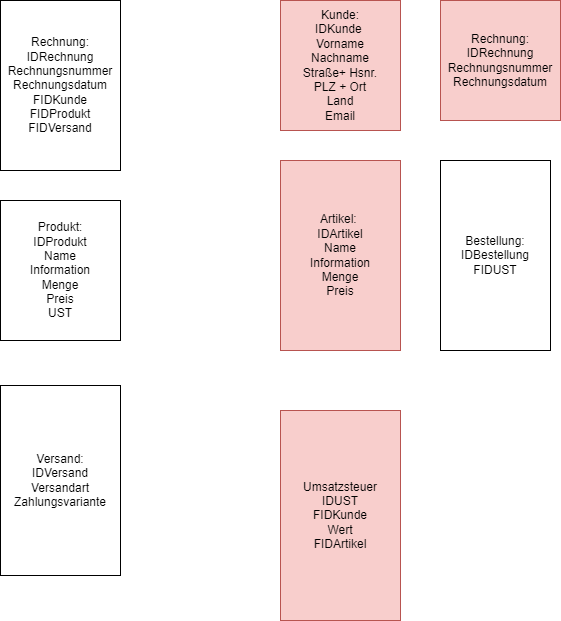 Rechnung:
IDRechnung
Rechnungsnummer
Rechnungsdatum
FIDKunde
FIDProdukt
FIDVersand
Kunde:
IDKunde
Vorname
Nachname
Straße+ Hsnr.
PLZ + Ort
Land
Email
Rechnung:
IDRechnung
Rechnungsnummer
Rechnungsdatum
Produkt:
IDProdukt
Name
Information
Menge
Preis
UST
Artikel:
IDArtikel
Name
Information
Menge
Preis
Bestellung:
IDBestellung
FIDUST
Versand:
IDVersand
Versandart
Zahlungsvariante
Umsatzsteuer
IDUST
FIDKunde
Wert
FIDArtikel